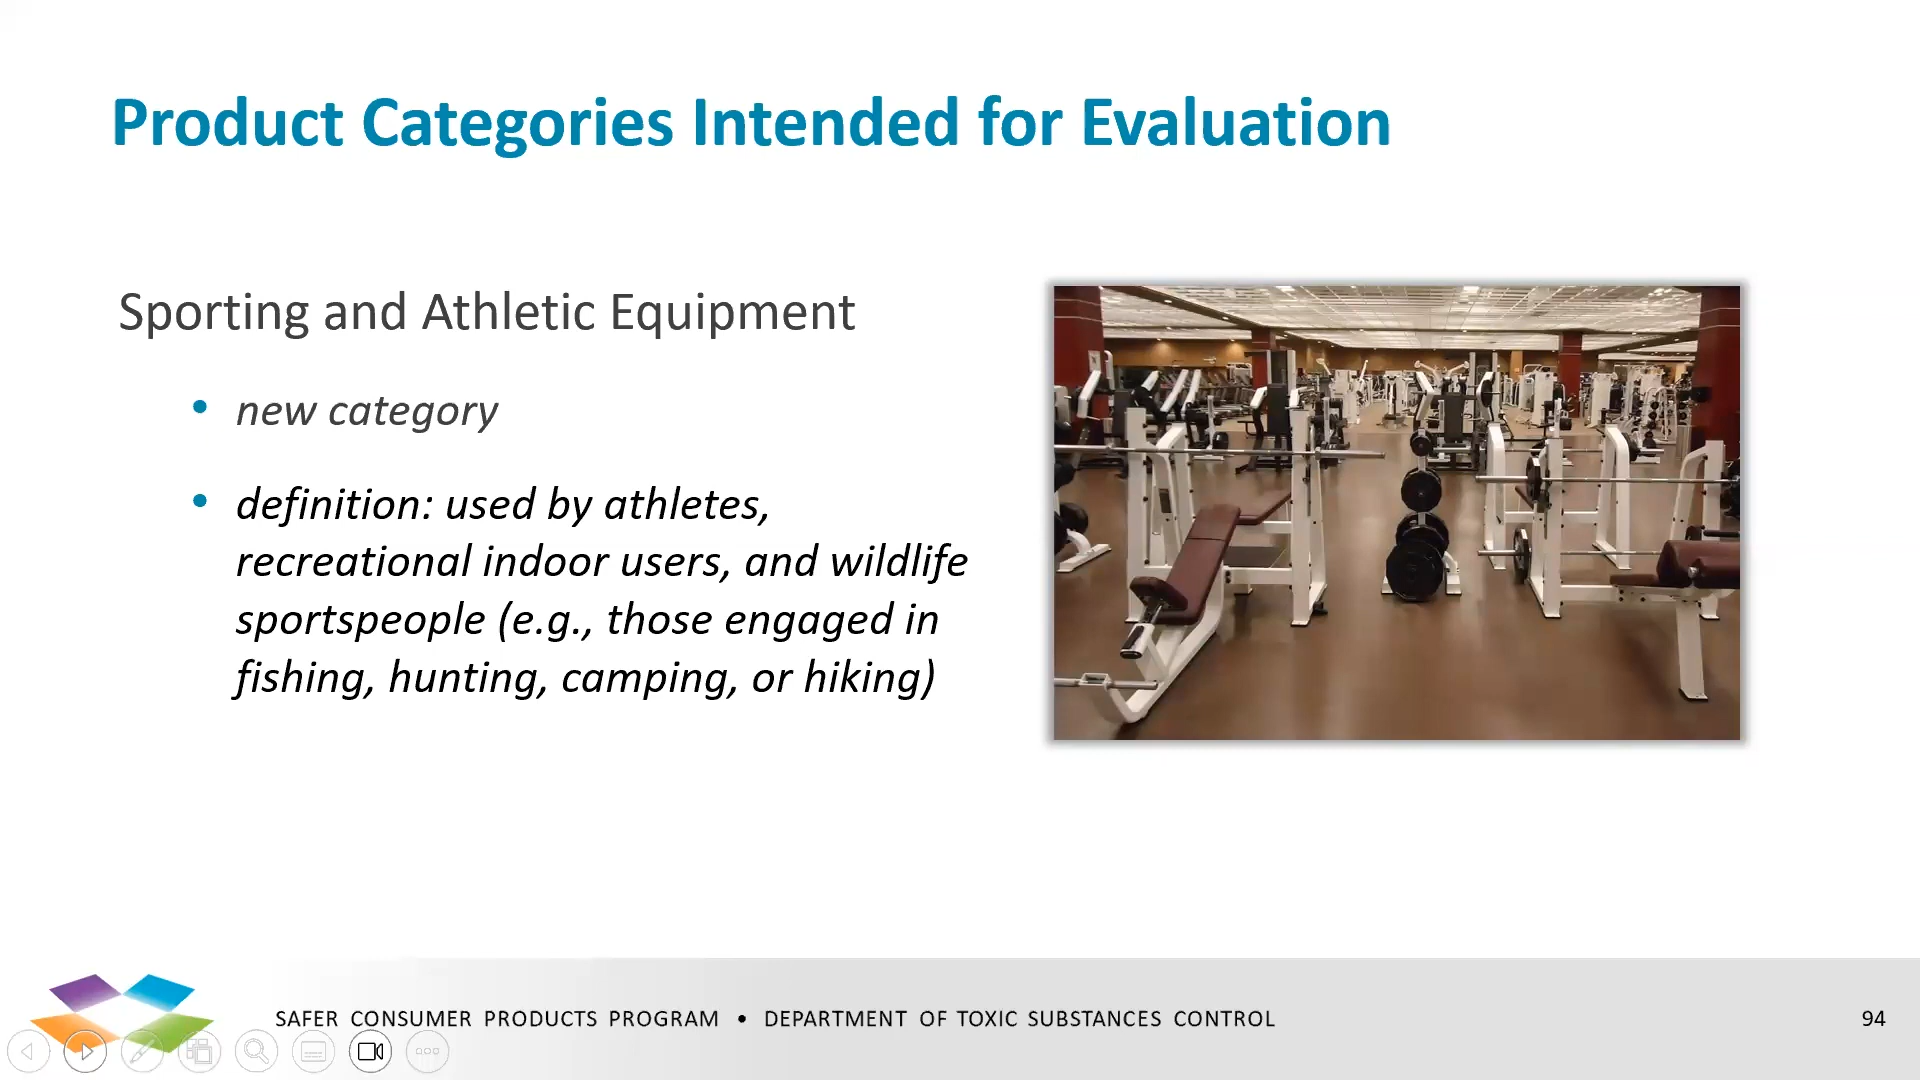 Product Categories Intended for Evaluation
Sporting and Athletic Equipment
• new category
• definition: used by athletes,
recreational indoor users, and wildlife
sportspeople (e.g., those engaged in
fishing, hunting, camping, or hiking)
SAFER CONSUMER PRODUCTS PROGRAM • DEPARTMENT OF TOXIC SUBSTANCES CONTROL
94